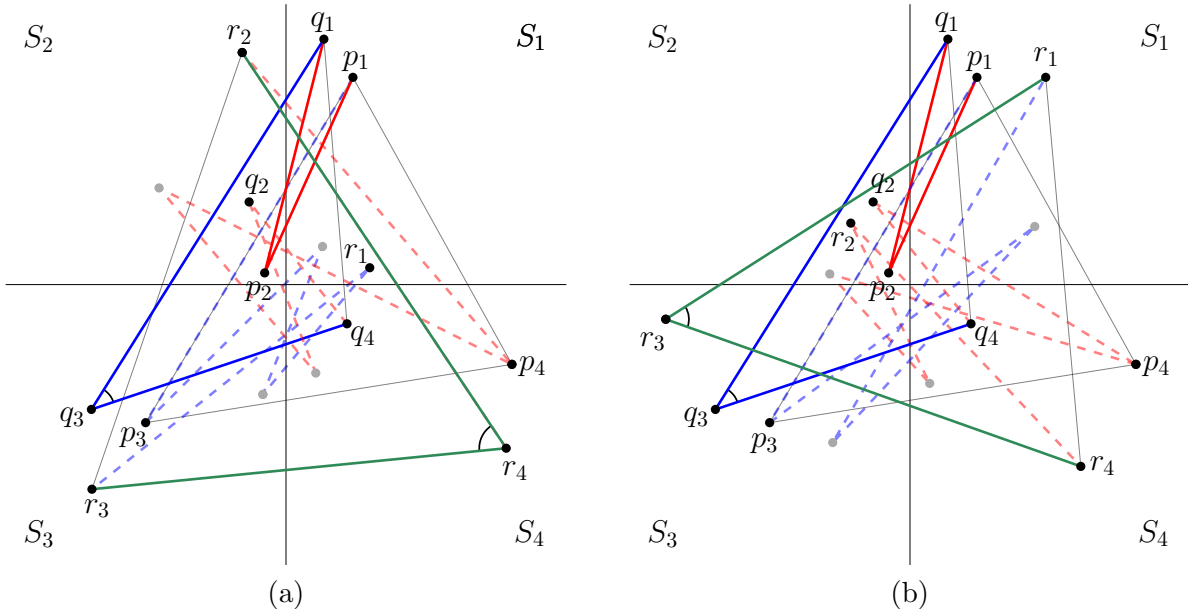 S₂
r₂
q₁
p₁
S₁
q₂
r₁
p₂
q₄
p₄
q₃
p₃
r₄
r₃
S₃
S₄
(a)
S₂
q₁
p₁
r₁
S₁
q₂
r₂
p₂
r₃
q₄
p₄
q₃
p₃
r₄
S₃
S₄
(b)